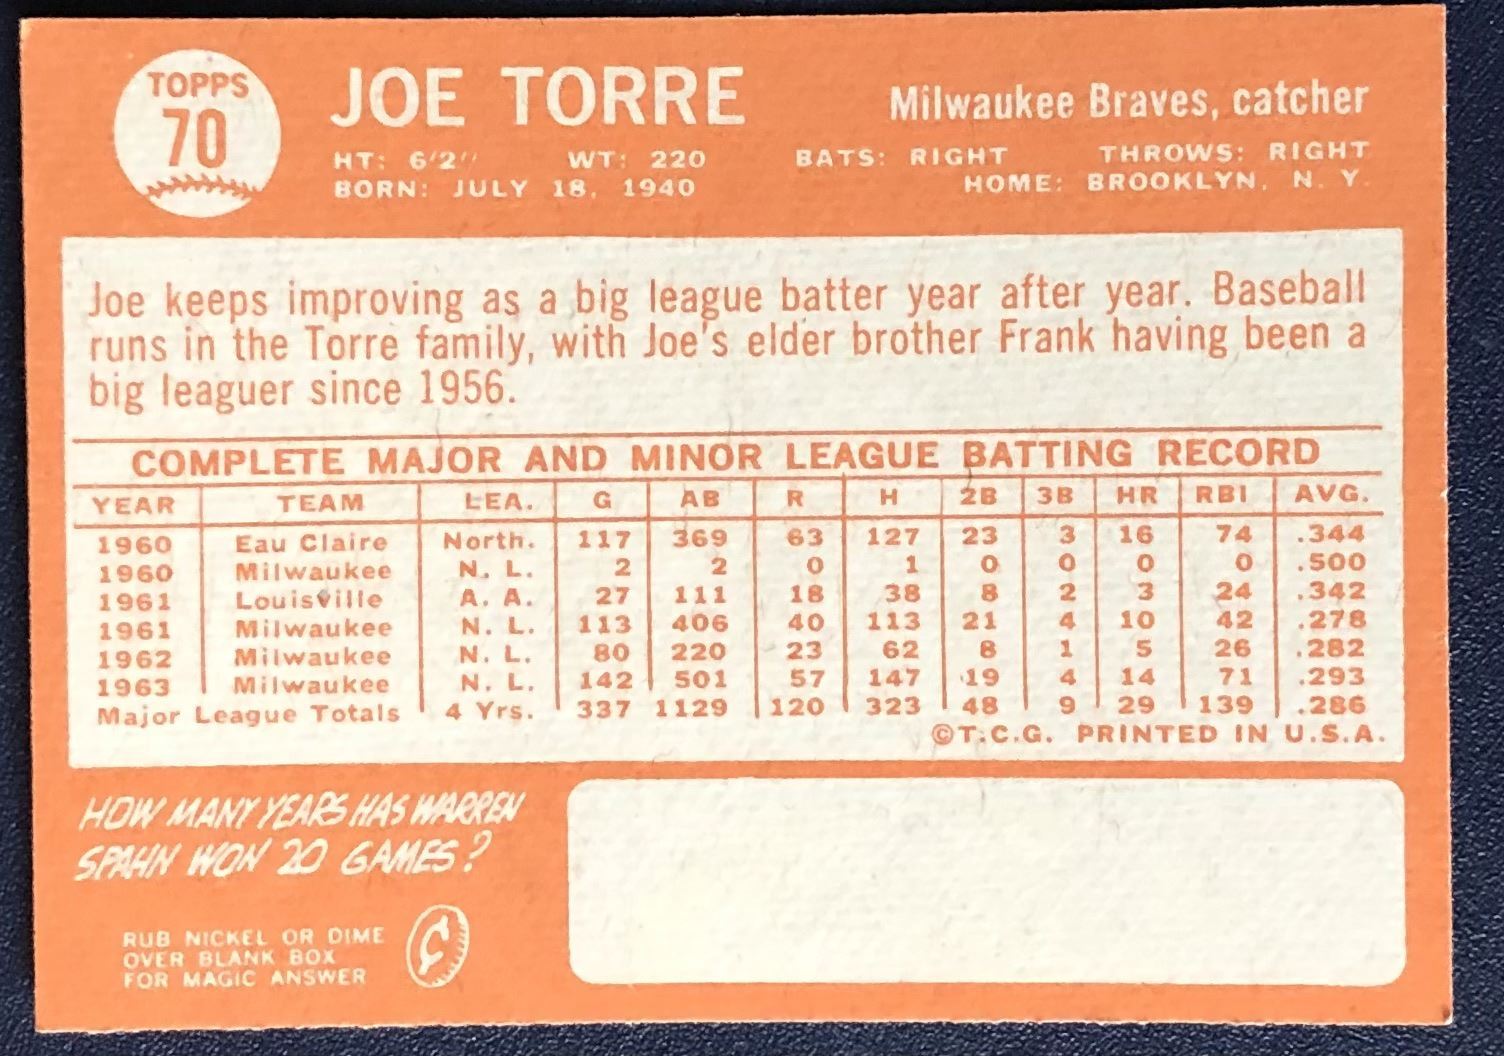 TOPPS
70
JOE TORRE
Milwaukee Braves, catcher
HT: 6'2" WT: 220 BATS: RIGHT THROWS: RIGHT
BORN: JULY 18, 1940 HOME: BROOKLYN, N. Y.
Joe keeps improving as a big league batter year after year. Baseball
runs in the Torre family, with Joe's elder brother Frank having been a
big leaguer since 1956.
COMPLETE MAJOR AND MINOR LEAGUE BATTING RECORD
YEAR TEAM LEA. G AB R H 2B 3B HR RBI AVG.
1960 Eau Claire North. 117 369 63 127 23 3 16 74 .344
1960 Milwaukee N. L. 2 2 0 1 0 0 0 0 .500
1961 Louisville A. A. 27 111 18 38 8 2 3 24 .342
1961 Milwaukee N. L. 113 406 40 113 21 4 10 42 .278
1962 Milwaukee N. L. 80 220 23 62 8 1 5 26 .282
1963 Milwaukee N. L. 142 501 57 147 19 4 14 71 .293
Major League Totals 4 Yrs. 337 1129 120 323 48 9 29 139 .286
©T.C.G. PRINTED IN U.S.A.
HOW MANY YEARS HAS WARREN
SPAHN WON 20 GAMES?
RUB NICKEL OR DIME
OVER BLANK BOX
FOR MAGIC ANSWER
¢